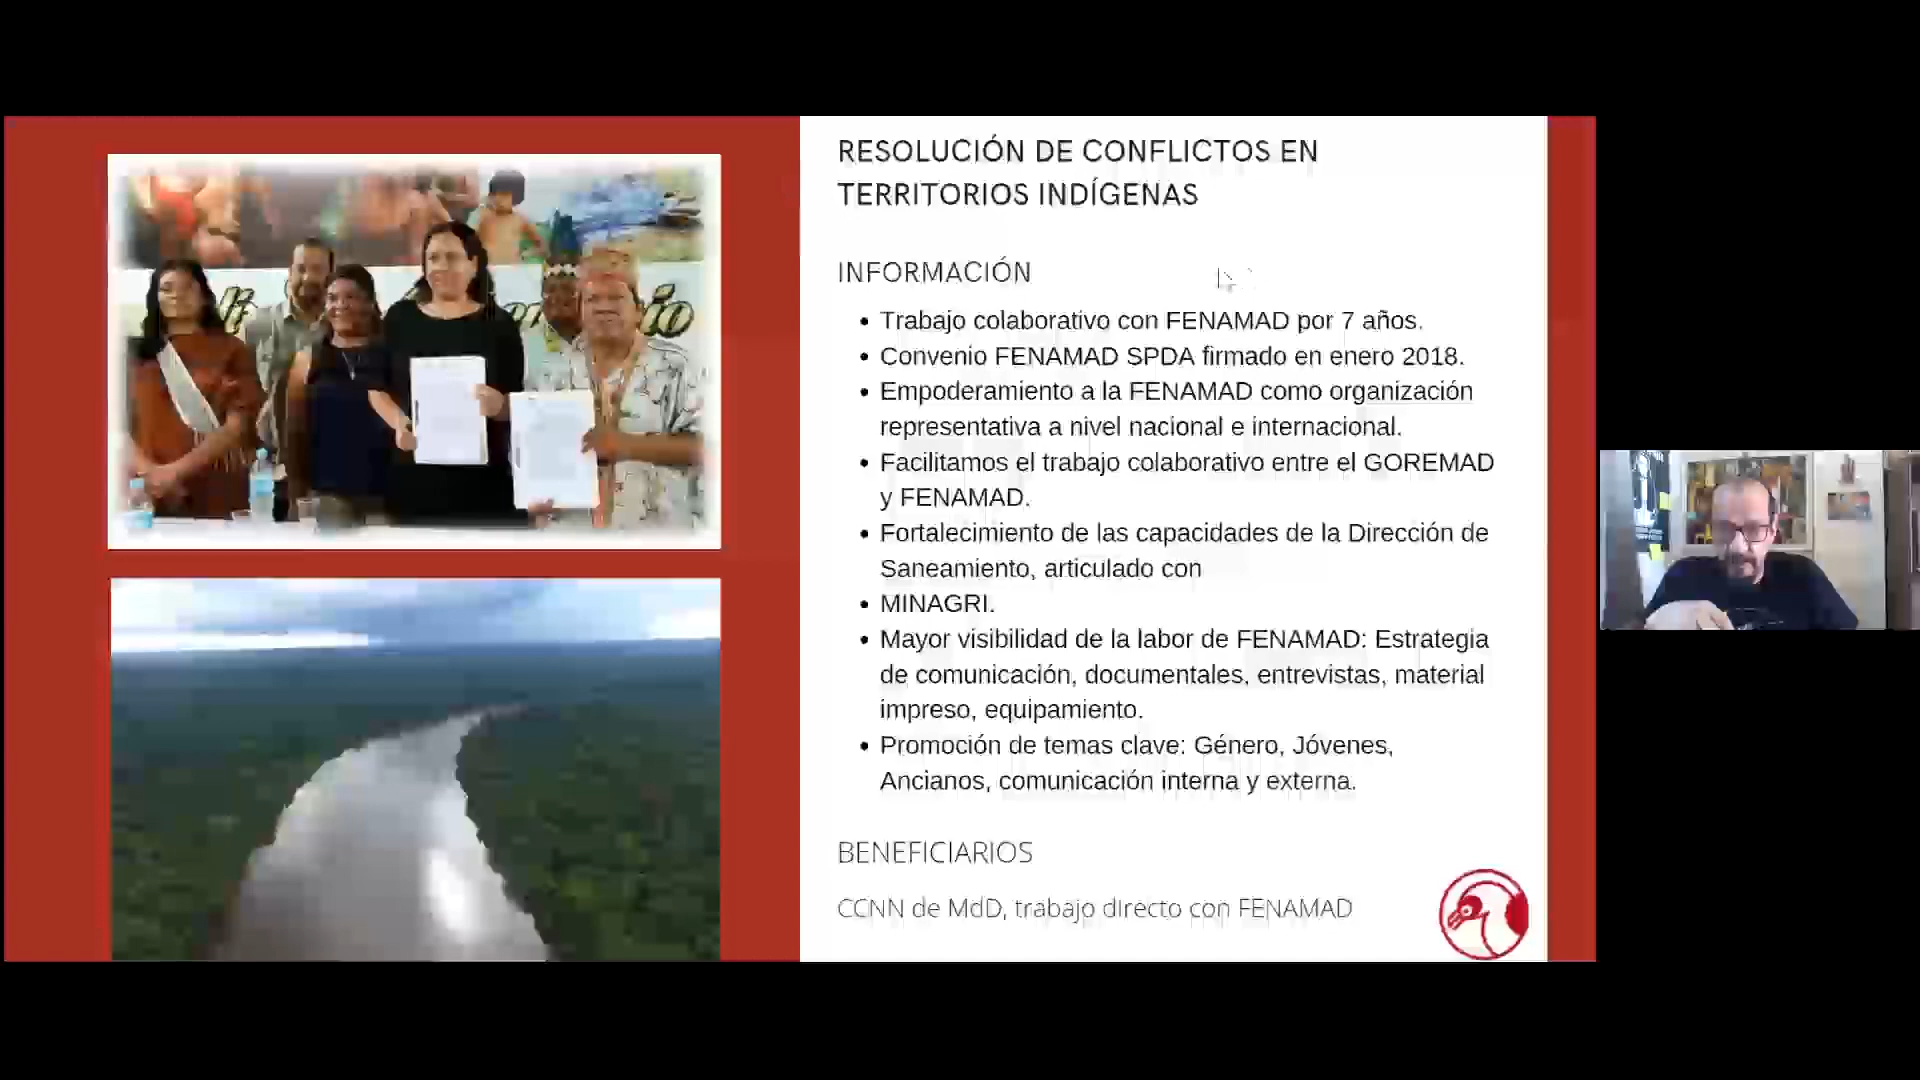 RESOLUCIÓN DE CONFLICTOS EN
TERRITORIOS INDÍGENAS
INFORMACIÓN
• Trabajo colaborativo con FENAMAD por 7 años.
• Convenio FENAMAD SPDA firmado en enero 2018.
• Empoderamiento a la FENAMAD como organización
representativa a nivel nacional e internacional.
• Facilitamos el trabajo colaborativo entre el GOREMAD
y FENAMAD.
• Fortalecimiento de las capacidades de la Dirección de
Saneamiento, articulado con
• MINAGRI.
• Mayor visibilidad de la labor de FENAMAD: Estrategia
de comunicación, documentales, entrevistas, material
impreso, equipamiento.
• Promoción de temas clave: Género, Jóvenes,
Ancianos, comunicación interna y externa.
BENEFICIARIOS
CCNN de MdD, trabajo directo con FENAMAD